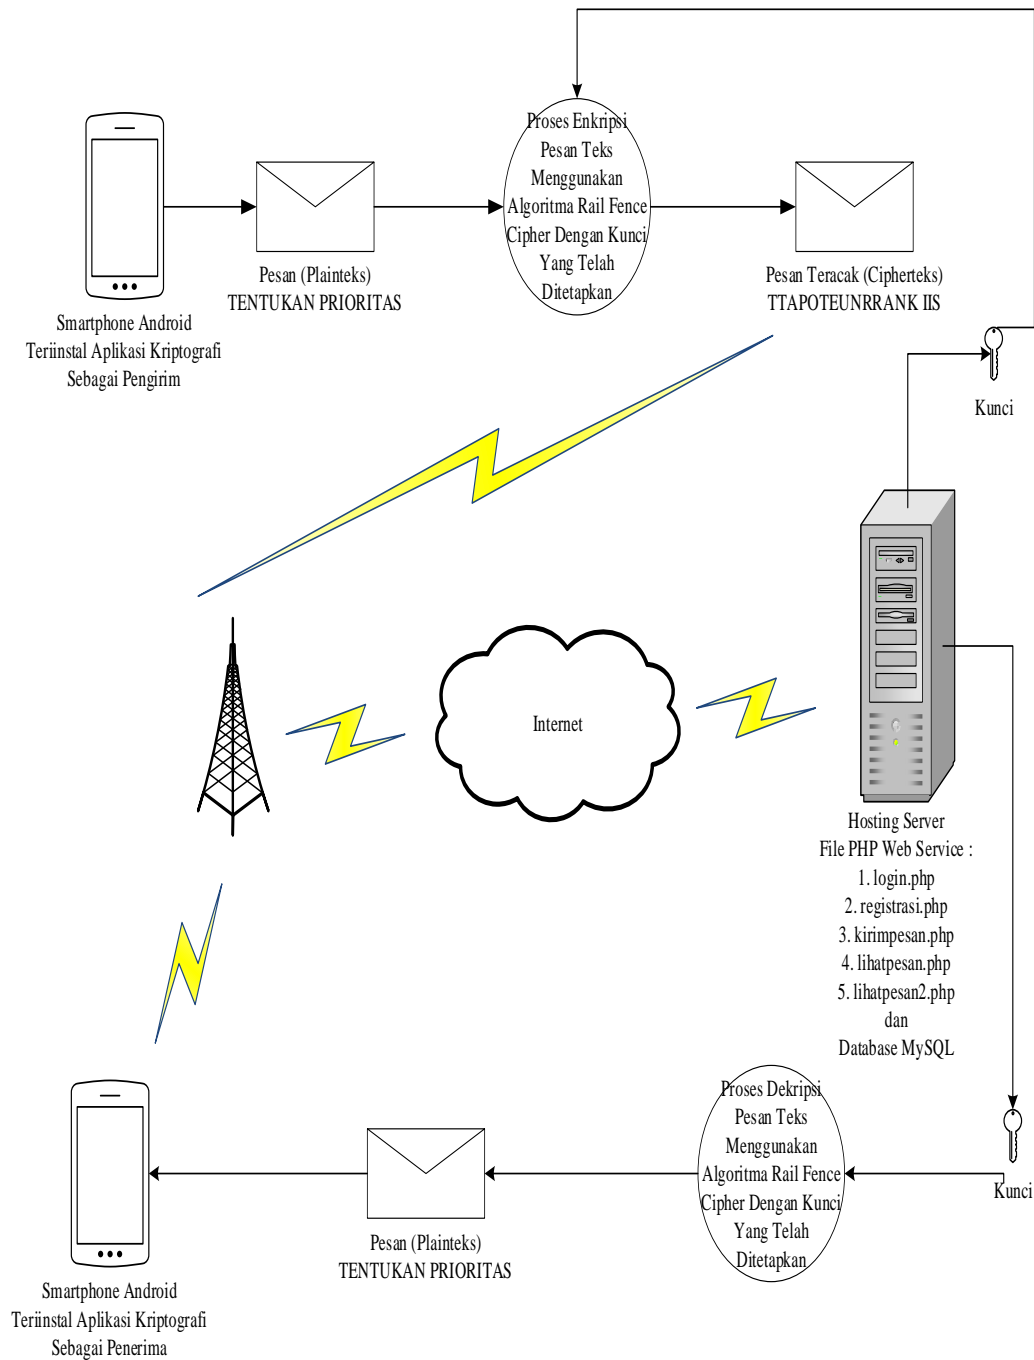 Proses Enkripsi
Pesan Teks
Menggunakan
Algoritma Rail Fence
Cipher Dengan Kunci
Yang Telah
Ditetapkan
Pesan (Plainteks)
TENTUKAN PRIORITAS
Pesan Teracak (Cipherteks)
TTAPOTEUNRRANK IIS
Smartphone Android
Teriinstal Aplikasi Kriptografi
Sebagai Pengirim
Kunci
Internet
Hosting Server
File PHP Web Service :
1. login.php
2. registrasi.php
3. kirimpesan.php
4. lihatpesan.php
5. lihatpesan2.php
dan
Database MySQL
Proses Dekripsi
Pesan Teks
Menggunakan
Algoritma Rail Fence
Cipher Dengan Kunci
Yang Telah
Ditetapkan
Kunci
Pesan (Plainteks)
TENTUKAN PRIORITAS
Smartphone Android
Teriinstal Aplikasi Kriptografi
Sebagai Penerima